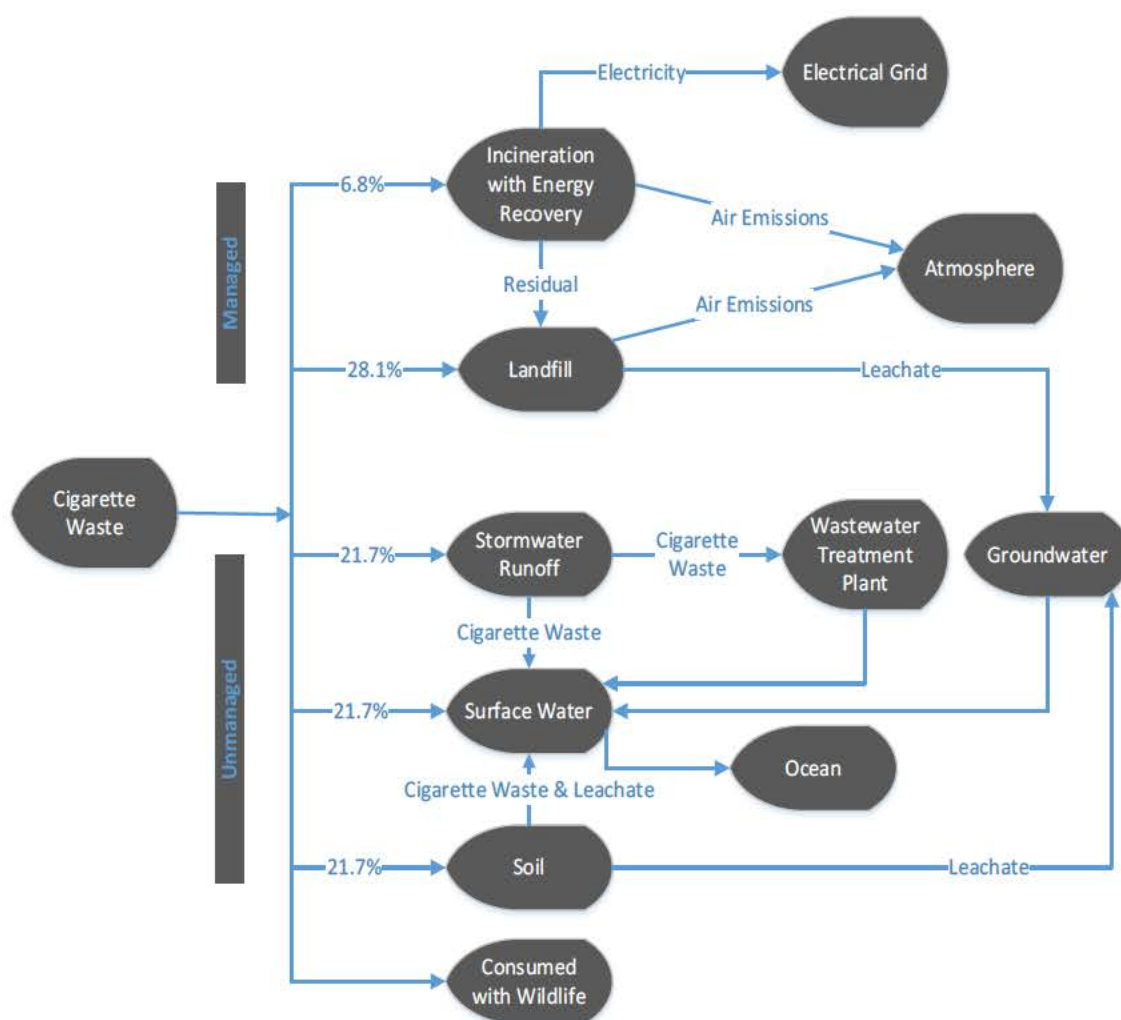 Electricity
Electrical Grid
Incineration
with Energy
Recovery
6.8%
Air Emissions
Managed
Residual
Atmosphere
Air Emissions
28.1%
Landfill
Leachate
Cigarette
Waste
21.7%
Stormwater
Runoff
Cigarette
Waste
Wastewater
Treatment
Plant
Groundwater
Cigarette Waste
Unmanaged
21.7%
Surface Water
Ocean
Cigarette Waste & Leachate
21.7%
Soil
Leachate
Consumed
with Wildlife